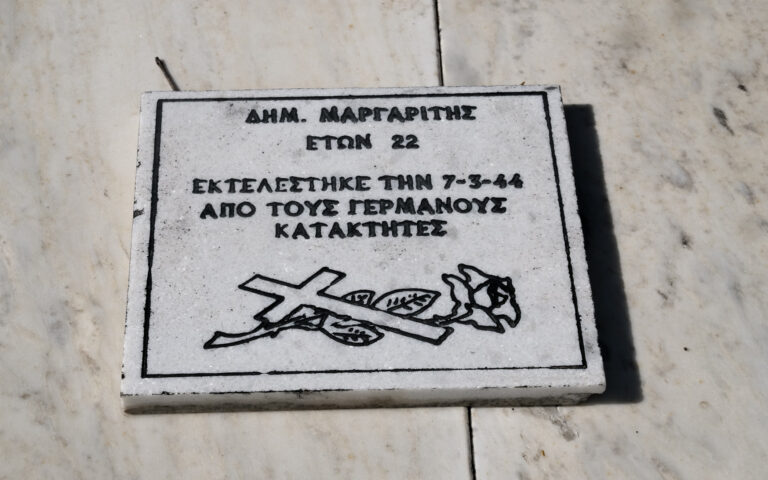 ΔΗΜ. ΜΑΡΓΑΡΙΤΗΣ
ΕΤΩΝ 22
ΕΚΤΕΛΕΣΤΗΚΕ ΤΗΝ 7-3-44
ΑΠΟ ΤΟΥΣ ΓΕΡΜΑΝΟΥΣ
ΚΑΤΑΚΤΗΤΕΣ